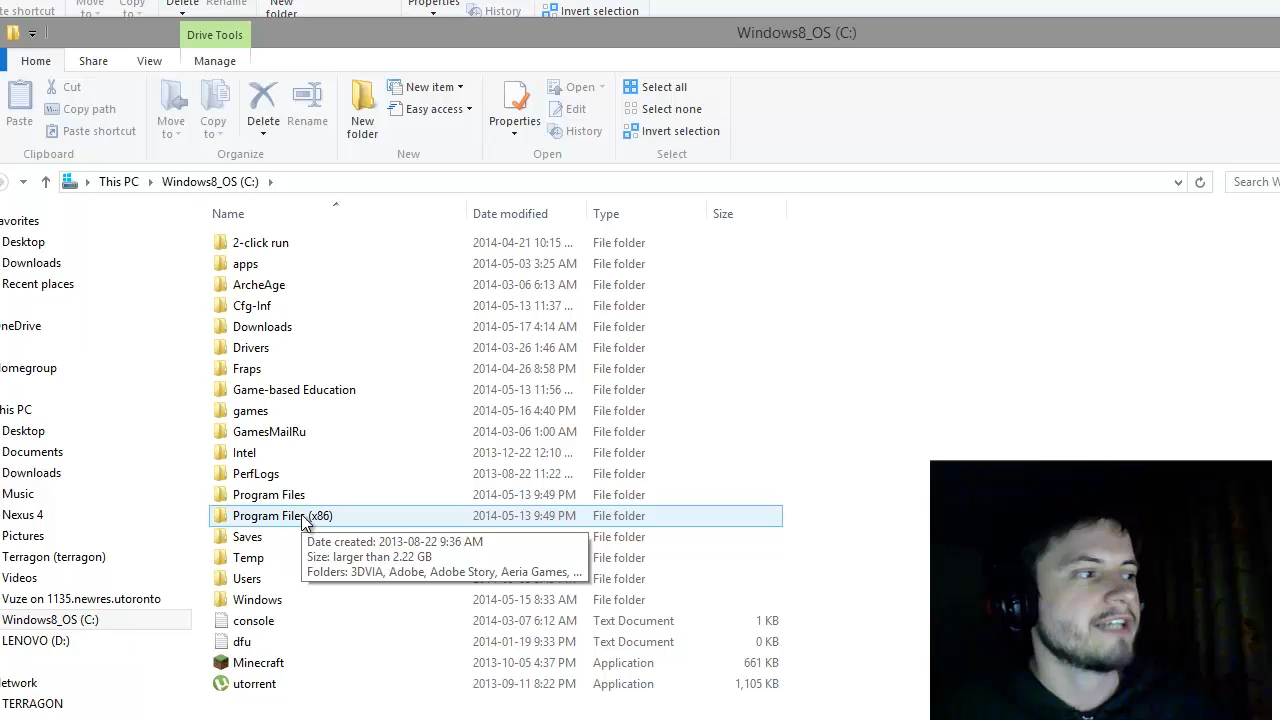 te shortcut Move to Copy to Delete Rename New folder Properties History Invert selection
Drive Tools Windows8_OS (C:)
Home Share View Manage
Cut New item Open Select all
Copy path Easy access Edit Select none
Paste Paste shortcut Move to Copy to Delete Rename New folder Properties History Invert selection
Clipboard Organize New Open Select
This PC Windows8_OS (C:) Search W
Name Date modified Type Size
avorites
Desktop
Downloads
Recent places
neDrive
omegroup
his PC
Desktop
Documents
Downloads
Music
Nexus 4
Pictures
Terragon (terragon)
Videos
Vuze on 1135.newres.utoronto
Windows8_OS (C:)
LENOVO (D:)
etwork
TERRAGON
2-click run 2014-04-21 10:15 ... File folder
apps 2014-05-03 3:25 AM File folder
ArcheAge 2014-03-06 6:13 AM File folder
Cfg-Inf 2014-05-13 11:37 ... File folder
Downloads 2014-05-17 4:14 AM File folder
Drivers 2014-03-26 1:46 AM File folder
Fraps 2014-04-26 8:58 PM File folder
Game-based Education 2014-05-13 11:56 ... File folder
games 2014-05-16 4:40 PM File folder
GamesMailRu 2014-03-06 1:00 AM File folder
Intel 2013-12-22 12:10 ... File folder
PerfLogs 2013-08-22 11:22 ... File folder
Program Files 2014-05-13 9:49 PM File folder
Program Files (x86) 2014-05-13 9:49 PM File folder
Saves File folder
Temp File folder
Users File folder
Date created: 2013-08-22 9:36 AM
Size: larger than 2.22 GB
Folders: 3DVIA, Adobe, Adobe Story, Aeria Games, ...
Windows 2014-05-15 8:33 AM File folder
console 2014-03-07 6:12 AM Text Document 1 KB
dfu 2014-01-19 9:33 PM Text Document 0 KB
Minecraft 2013-10-05 4:37 PM Application 661 KB
utorrent 2013-09-11 8:22 PM Application 1,105 KB